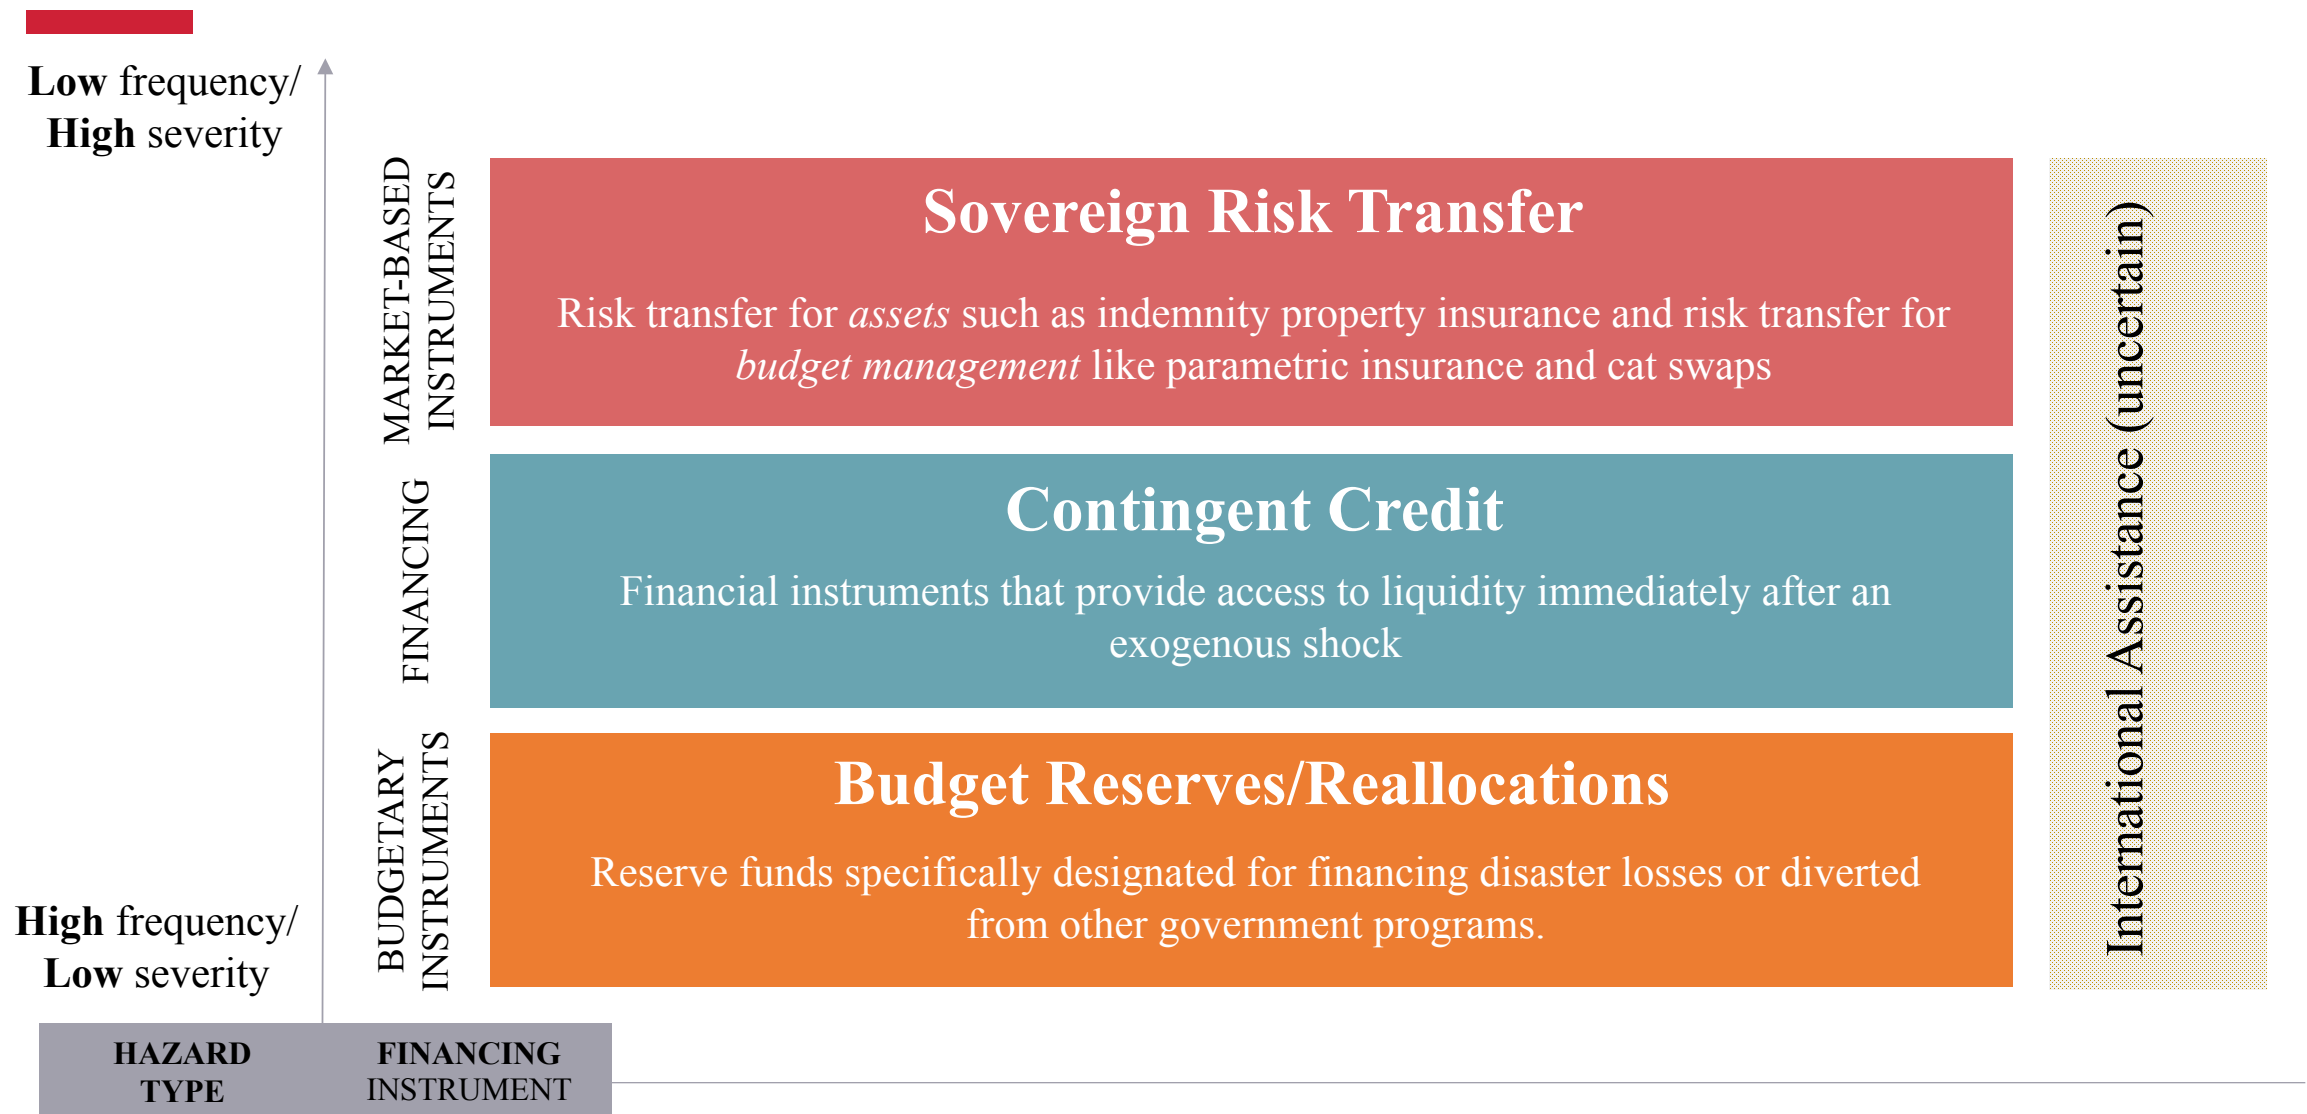 Low frequency/
High severity
MARKET-BASED
INSTRUMENTS
Sovereign Risk Transfer
Risk transfer for assets such as indemnity property insurance and risk transfer for
budget management like parametric insurance and cat swaps
FINANCING
Contingent Credit
Financial instruments that provide access to liquidity immediately after an
exogenous shock
High frequency/
Low severity
BUDGETARY
INSTRUMENTS
Budget Reserves/Reallocations
Reserve funds specifically designated for financing disaster losses or diverted
from other government programs.
International Assistance (uncertain)
HAZARD
TYPE
FINANCING
INSTRUMENT